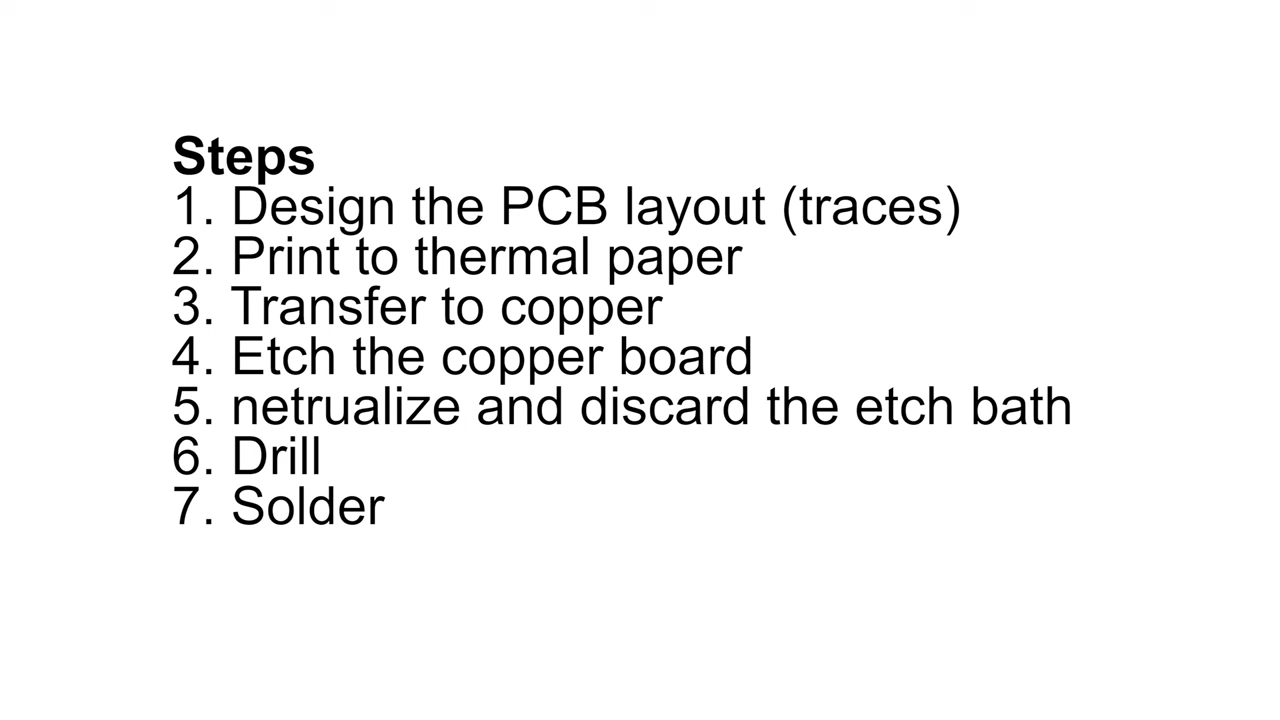 Steps
1. Design the PCB layout (traces)
2. Print to thermal paper
3. Transfer to copper
4. Etch the copper board
5. netrualize and discard the etch bath
6. Drill
7. Solder